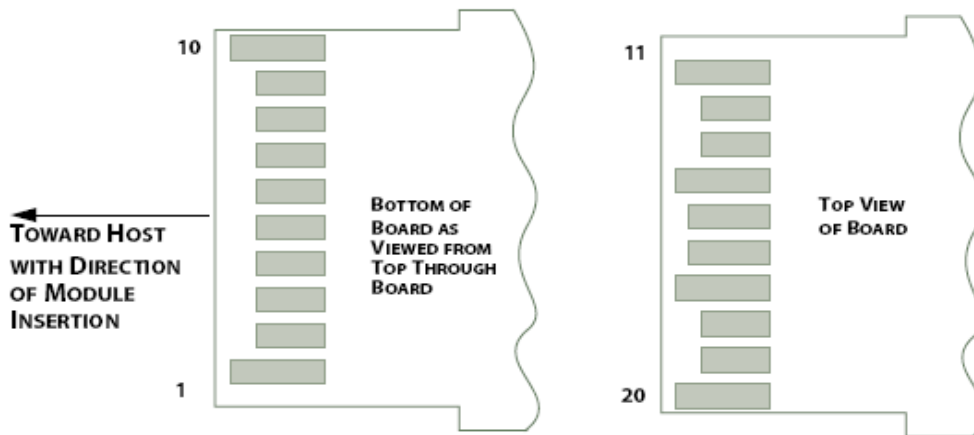 10
BOTTOM OF
BOARD AS
VIEWED FROM
TOP THROUGH
BOARD
TOWARD HOST
WITH DIRECTION
OF MODULE
INSERTION
1
11
TOP VIEW
OF BOARD
20